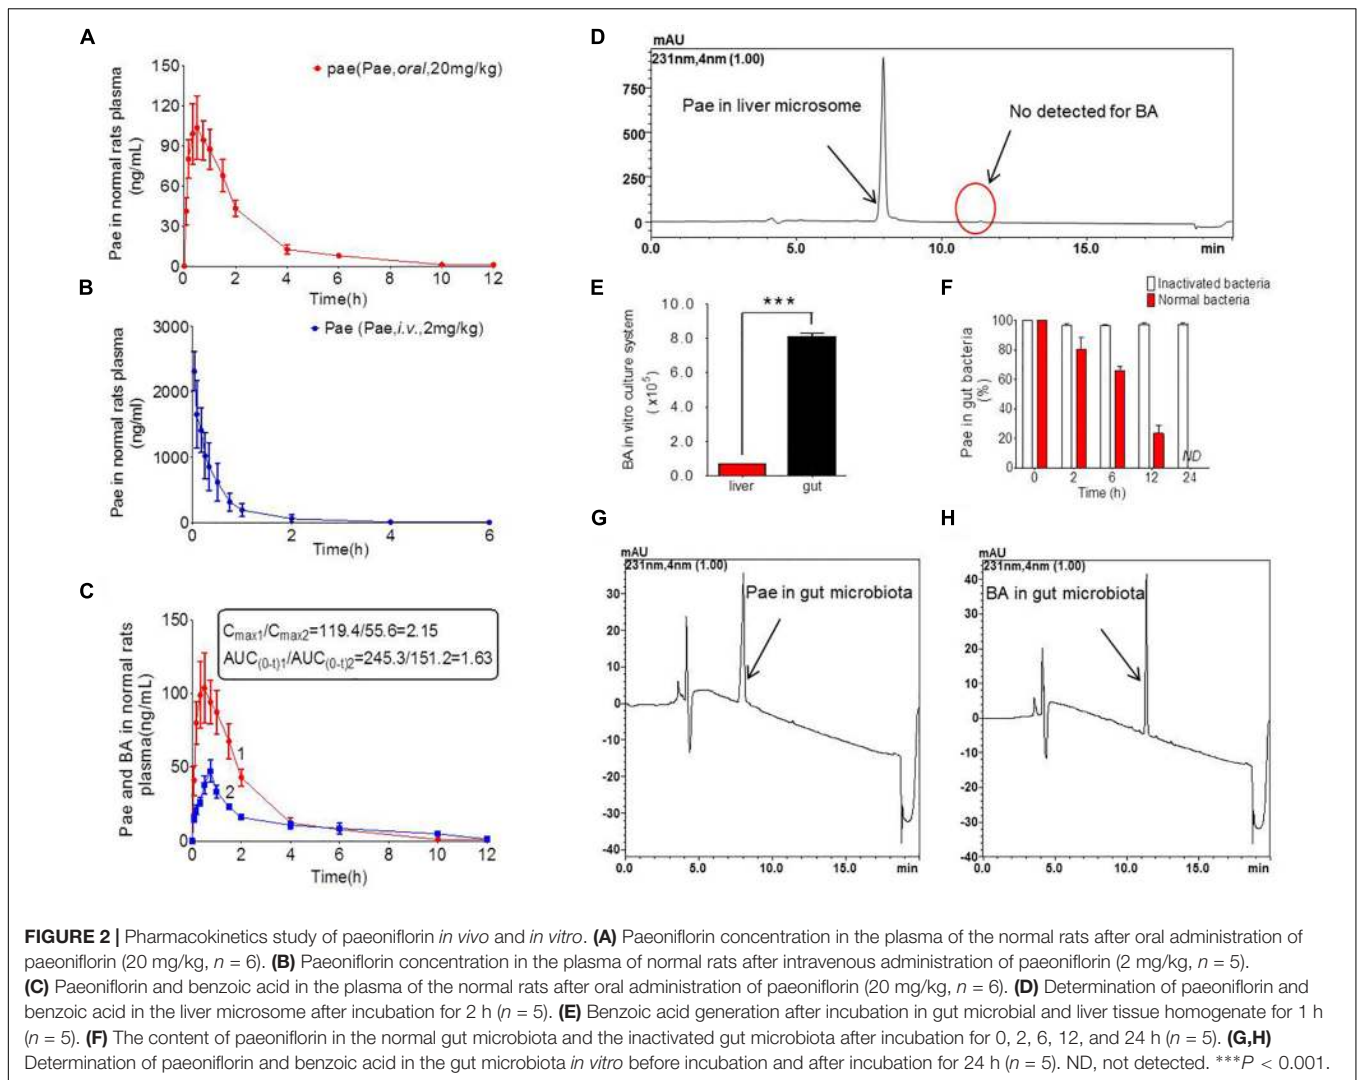 A
Pae in normal rats plasma
(ng/mL)
150
120
90
60
30
0
pae(Pae,oral,20mg/kg)
0 2 4 6 8 10 12
Time(h)
B
Pae in normal rats plasma
(ng/ml)
3000
2000
1000
0
Pae (Pae,i.v.,2mg/kg)
0 2 4 6
Time(h)
C
Pae and BA in normal rats
plasma(ng/mL)
150
100
50
0
Cmax1/Cmax2=119.4/55.6=2.15
AUC(0-t)1/AUC(0-t)2=245.3/151.2=1.63
1
2
0 2 4 6 8 10 12
Time(h)
D
mAU
231nm,4nm (1.00)
750
500
250
0
Pae in liver microsome
No detected for BA
0.0 5.0 10.0 15.0 min
E
BA in vitro culture system
( x10⁵)
10.0
8.0
6.0
4.0
2.0
0.0
***
liver gut
F
Inactivated bacteria
Normal bacteria
Pae in gut bacteria
(%)
100
80
60
40
20
0
ND
0 2 6 12 24
Time (h)
G
mAU
231nm,4nm (1.00)
30
20
10
0
-10
-20
-30
-40
Pae in gut microbiota
0.0 5.0 10.0 15.0 min
H
mAU
231nm,4nm (1.00)
40
30
20
10
0
-10
-20
-30
-40
BA in gut microbiota
0.0 5.0 10.0 15.0 min
FIGURE 2 | Pharmacokinetics study of paeoniflorin in vivo and in vitro. (A) Paeoniflorin concentration in the plasma of the normal rats after oral administration of
paeoniflorin (20 mg/kg, n = 6). (B) Paeoniflorin concentration in the plasma of normal rats after intravenous administration of paeoniflorin (2 mg/kg, n = 5).
(C) Paeoniflorin and benzoic acid in the plasma of the normal rats after oral administration of paeoniflorin (20 mg/kg, n = 6). (D) Determination of paeoniflorin and
benzoic acid in the liver microsome after incubation for 2 h (n = 5). (E) Benzoic acid generation after incubation in gut microbial and liver tissue homogenate for 1 h
(n = 5). (F) The content of paeoniflorin in the normal gut microbiota and the inactivated gut microbiota after incubation for 0, 2, 6, 12, and 24 h (n = 5). (G,H)
Determination of paeoniflorin and benzoic acid in the gut microbiota in vitro before incubation and after incubation for 24 h (n = 5). ND, not detected. ***P < 0.001.